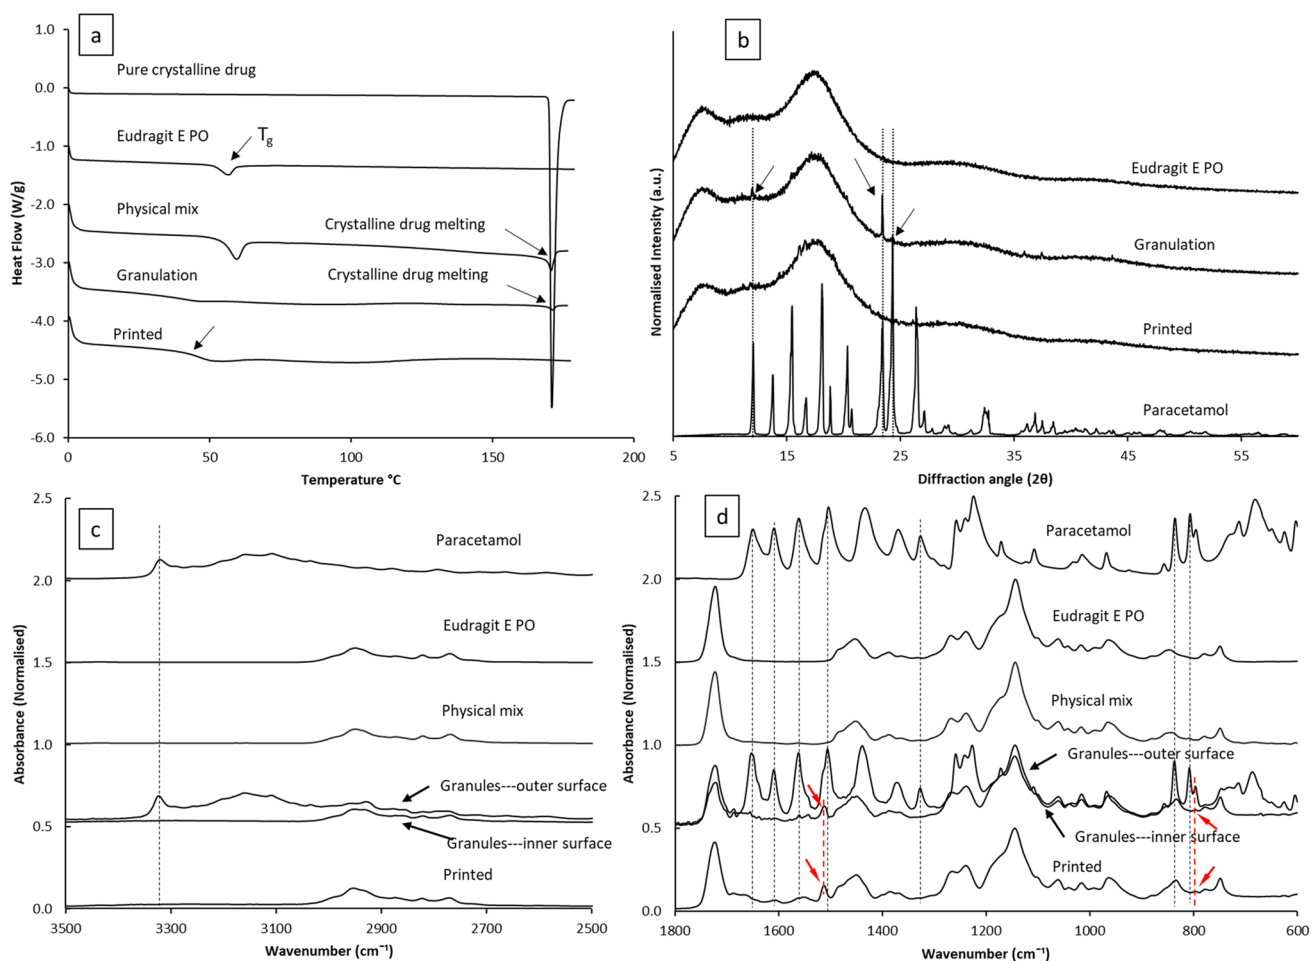 a
1.0
0.0
-1.0
-2.0
-3.0
-4.0
-5.0
-6.0
Heat Flow (W/g)
Pure crystalline drug
Eudragit E PO
Tg
Physical mix
Crystalline drug melting
Granulation
Crystalline drug melting
Printed
0
50
100
150
200
Temperature °C
b
Normalised Intensity (a.u.)
Eudragit E PO
Granulation
Printed
Paracetamol
5
15
25
35
45
55
Diffraction angle (2θ)
c
2.5
2.0
1.5
1.0
0.5
0.0
Absorbance (Normalised)
Paracetamol
Eudragit E PO
Physical mix
Granules---outer surface
Granules---inner surface
Printed
3500
3300
3100
2900
2700
2500
Wavenumber (cm⁻¹)
d
2.5
2.0
1.5
1.0
0.5
0.0
Absorbance (Normalised)
Paracetamol
Eudragit E PO
Physical mix
Granules---outer surface
Granules---inner surface
Printed
1800
1600
1400
1200
1000
800
600
Wavenumber (cm⁻¹)